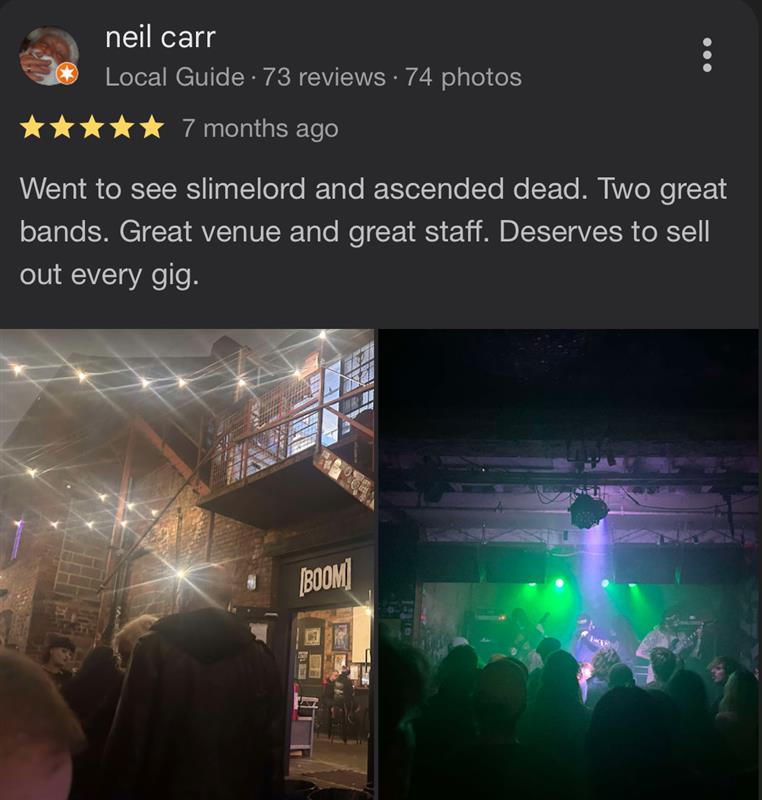 neil carr
Local Guide · 73 reviews · 74 photos
7 months ago
Went to see slimelord and ascended dead. Two great
bands. Great venue and great staff. Deserves to sell
out every gig.
[BOOM]